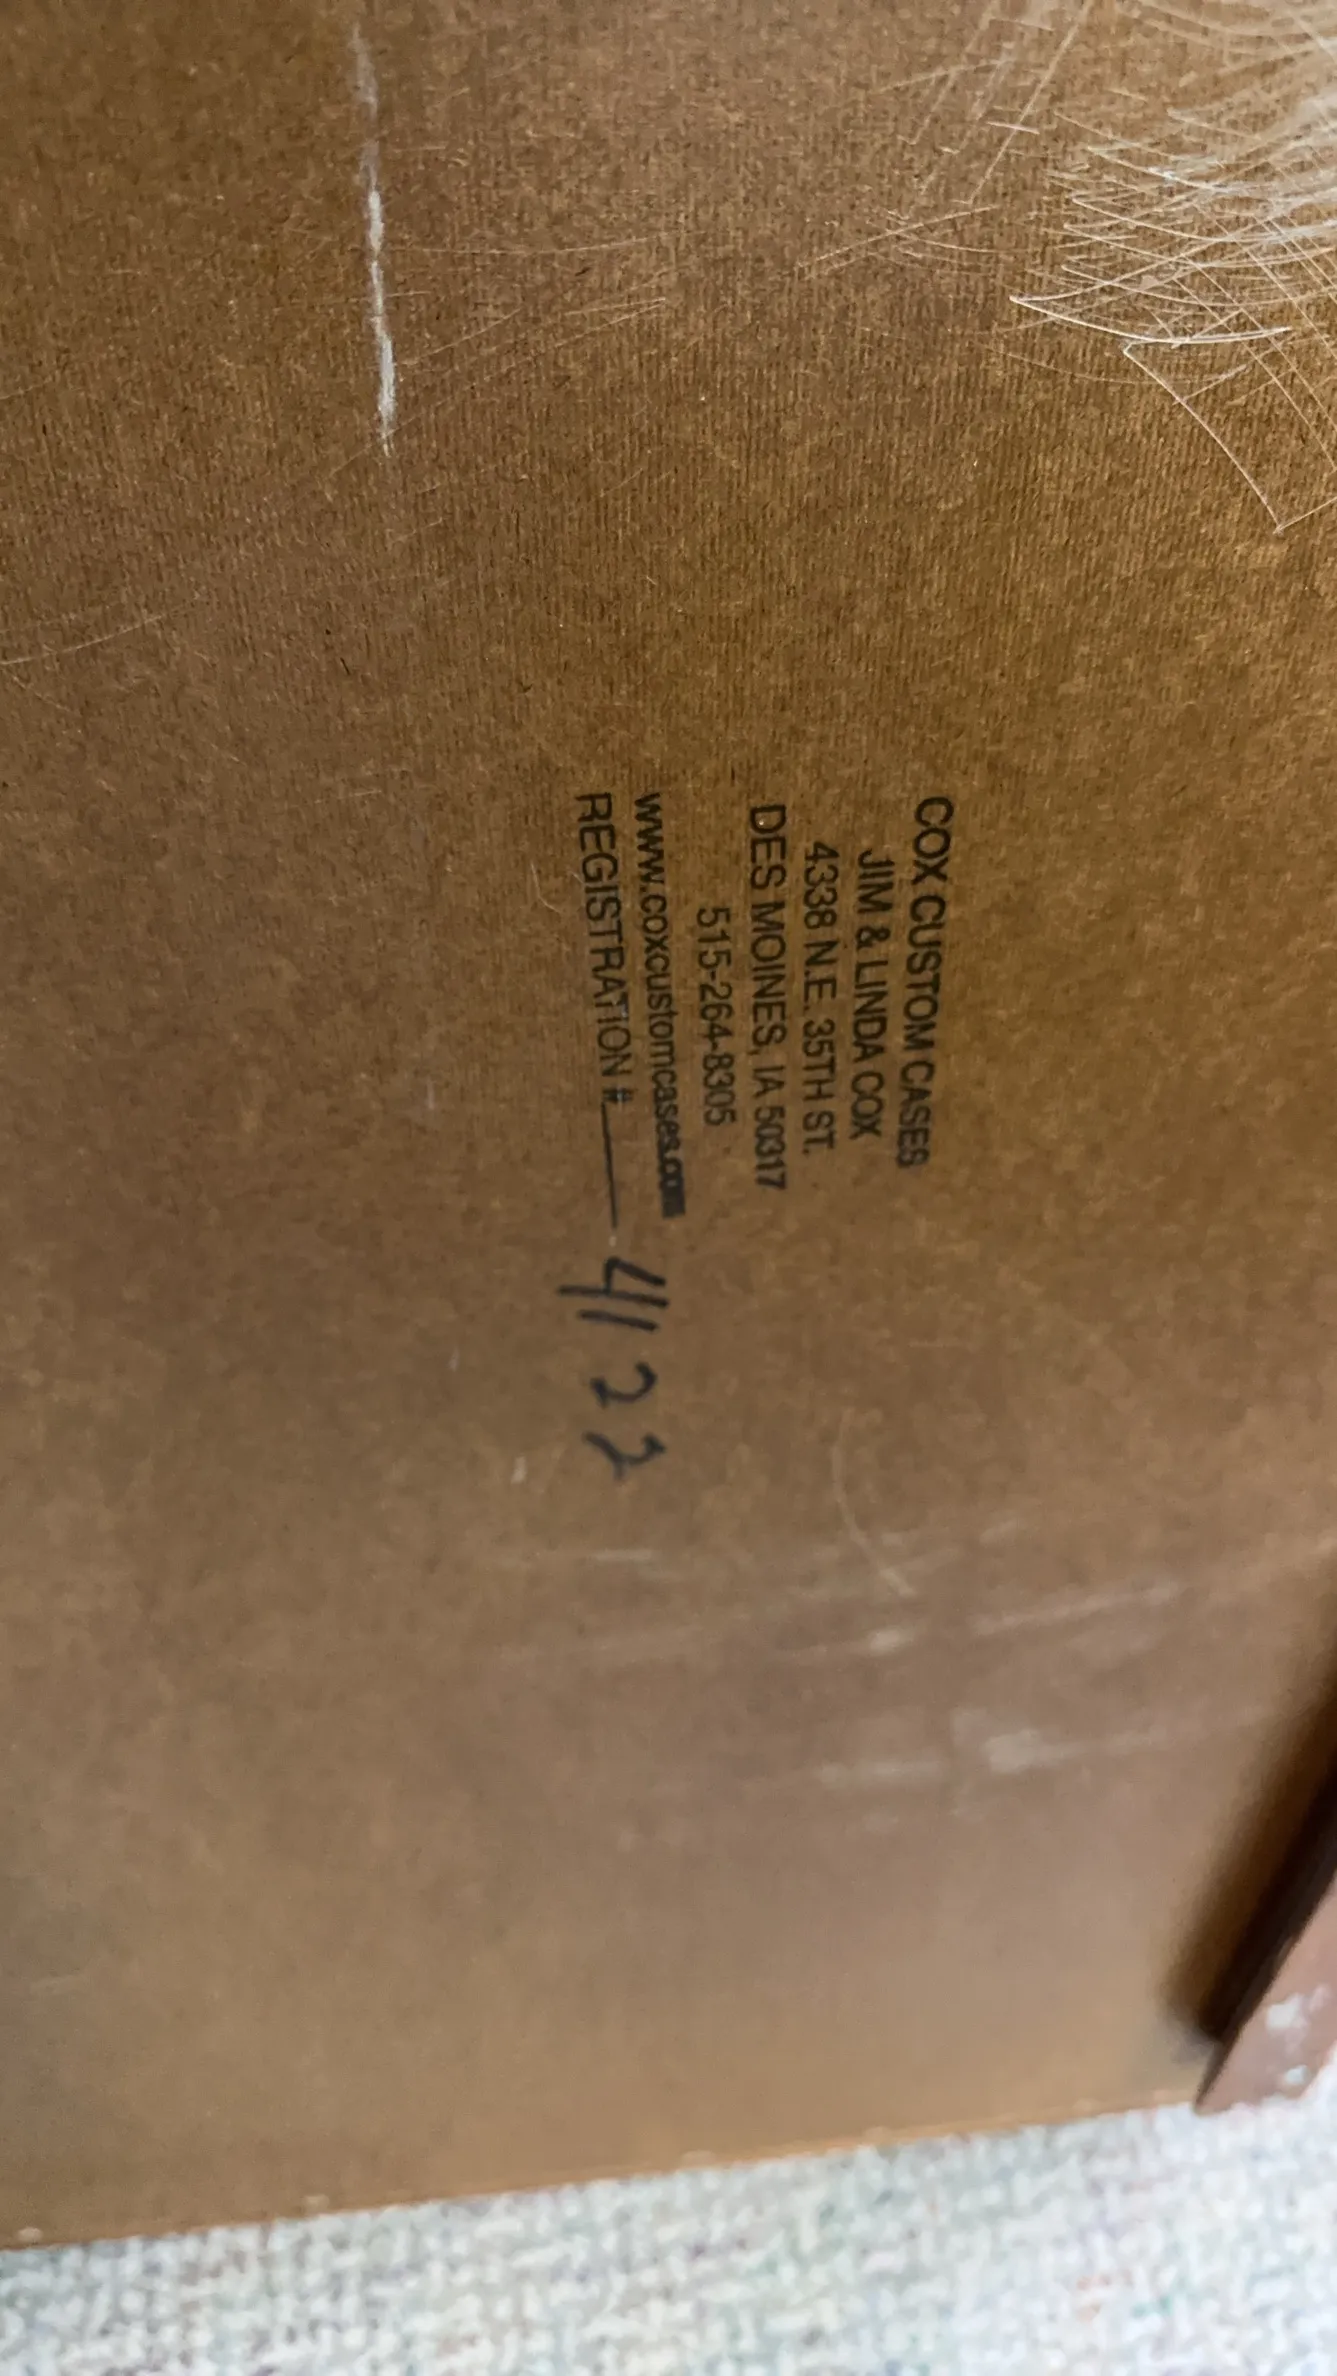 COX CUSTOM CASES
JIM & LINDA COX
4338 N.E. 35TH ST.
DES MOINES, IA 50317
515-264-8305
www.coxcustomcases.com
REGISTRATION #______ 4122